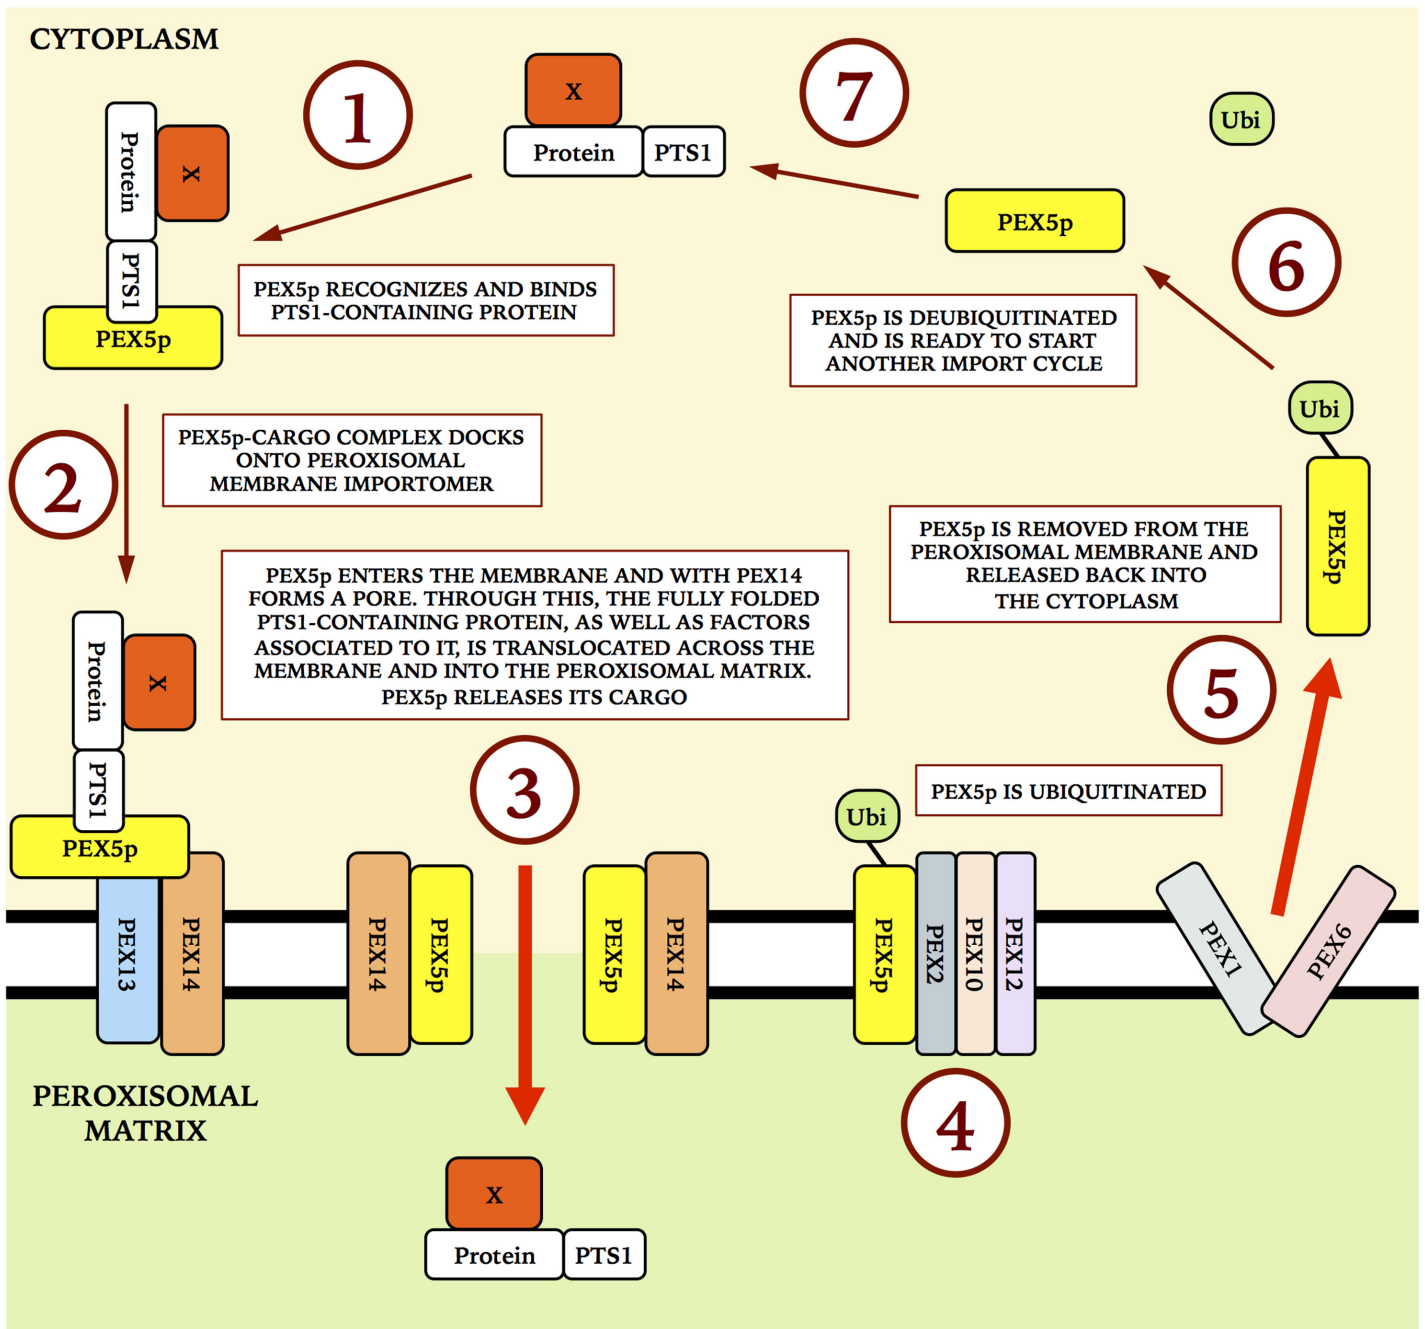 CYTOPLASM
1
X
Protein
PTS1
7
Ubi
Protein
X
PTS1
PEX5p
PEX5p RECOGNIZES AND BINDS
PTS1-CONTAINING PROTEIN
PEX5p
6
PEX5p IS DEUBIQUITINATED
AND IS READY TO START
ANOTHER IMPORT CYCLE
Ubi
PEX5p
2
PEX5p-CARGO COMPLEX DOCKS
ONTO PEROXISOMAL
MEMBRANE IMPORTOMER
PEX5p IS REMOVED FROM THE
PEROXISOMAL MEMBRANE AND
RELEASED BACK INTO
THE CYTOPLASM
5
PEX5p ENTERS THE MEMBRANE AND WITH PEX14
FORMS A PORE. THROUGH THIS, THE FULLY FOLDED
PTS1-CONTAINING PROTEIN, AS WELL AS FACTORS
ASSOCIATED TO IT, IS TRANSLOCATED ACROSS THE
MEMBRANE AND INTO THE PEROXISOMAL MATRIX.
PEX5p RELEASES ITS CARGO
3
Protein
X
PTS1
PEX5p
PEX13
PEX14
PEX14
PEX5p
PEX5p
PEX14
PEX5p IS UBIQUITINATED
Ubi
PEX5p
PEX2
PEX10
PEX12
4
PEX1
PEX6
PEROXISOMAL
MATRIX
X
Protein
PTS1